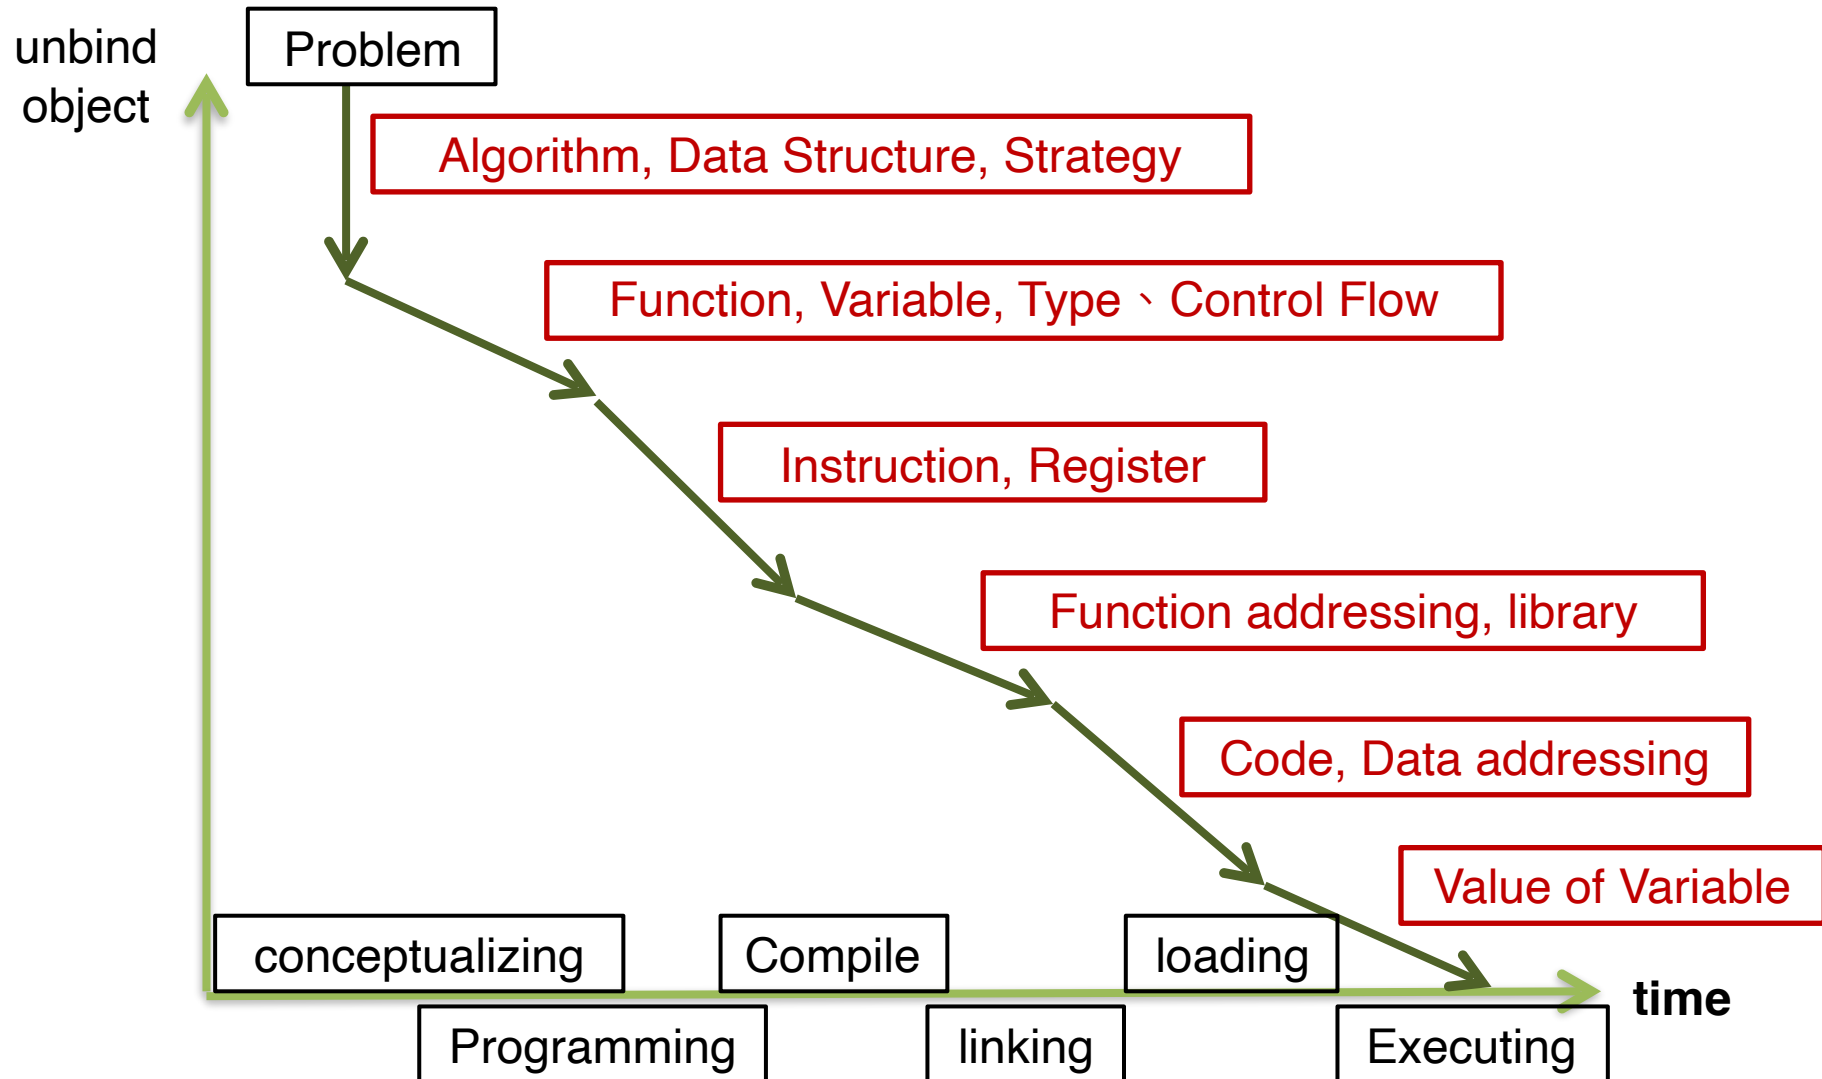 unbind
object
Problem
Algorithm, Data Structure, Strategy
Function, Variable, Type、Control Flow
Instruction, Register
Function addressing, library
Code, Data addressing
Value of Variable
conceptualizing
Compile
loading
time
Programming
linking
Executing